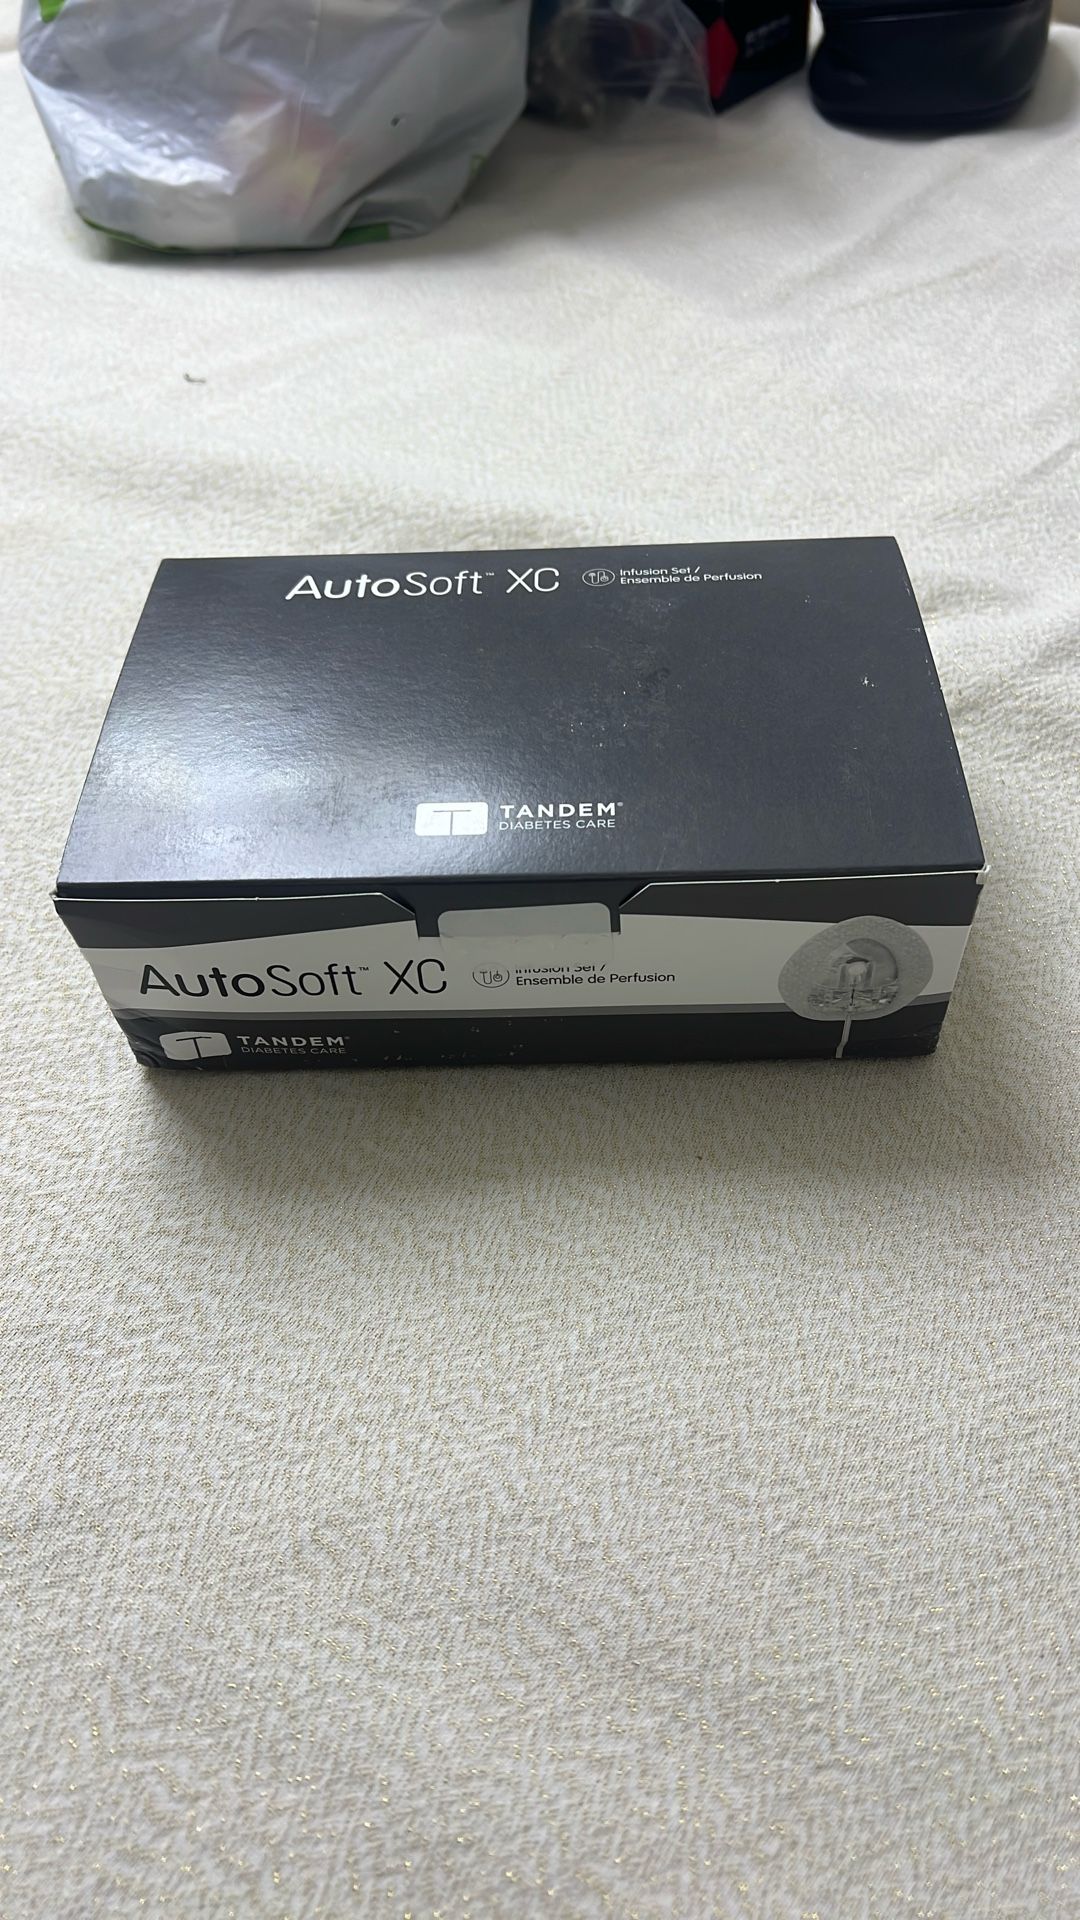 AutoSoft™ XC
Infusion Set /
Ensemble de Perfusion
TANDEM®
DIABETES CARE
AutoSoft™ XC
Infusion Set /
Ensemble de Perfusion
TANDEM®
DIABETES CARE